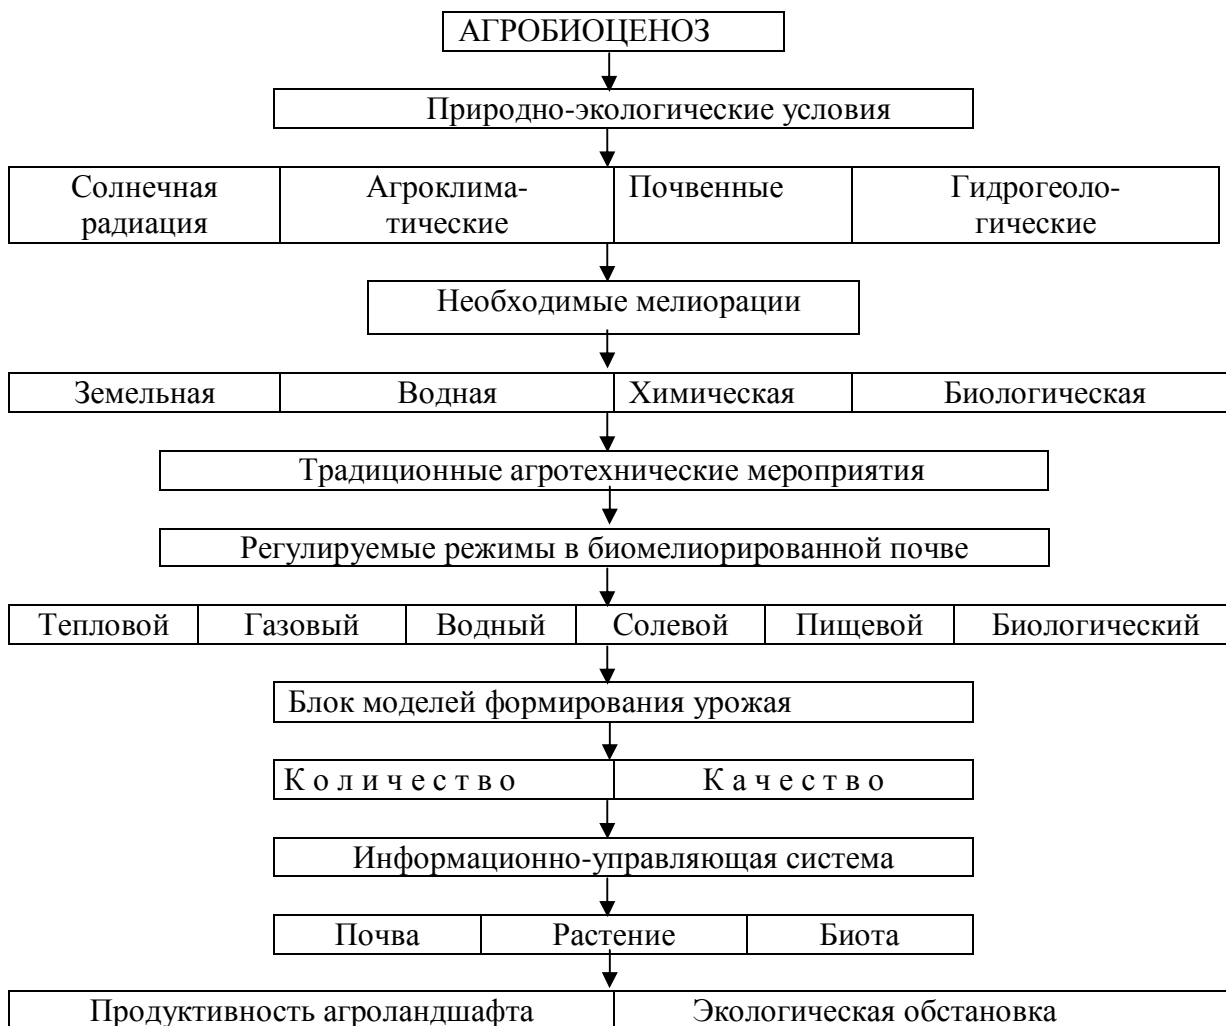 АГРОБИОЦЕНОЗ
Природно-экологические условия
Солнечная
радиация
Агроклима-
тические
Почвенные
Гидрогеоло-
гические
Необходимые мелиорации
Земельная
Водная
Химическая
Биологическая
Традиционные агротехнические мероприятия
Регулируемые режимы в биомелиорированной почве
Тепловой
Газовый
Водный
Солевой
Пищевой
Биологический
Блок моделей формирования урожая
К о л и ч е с т в о
К а ч е с т в о
Информационно-управляющая система
Почва
Растение
Биота
Продуктивность агроландшафта
Экологическая обстановка